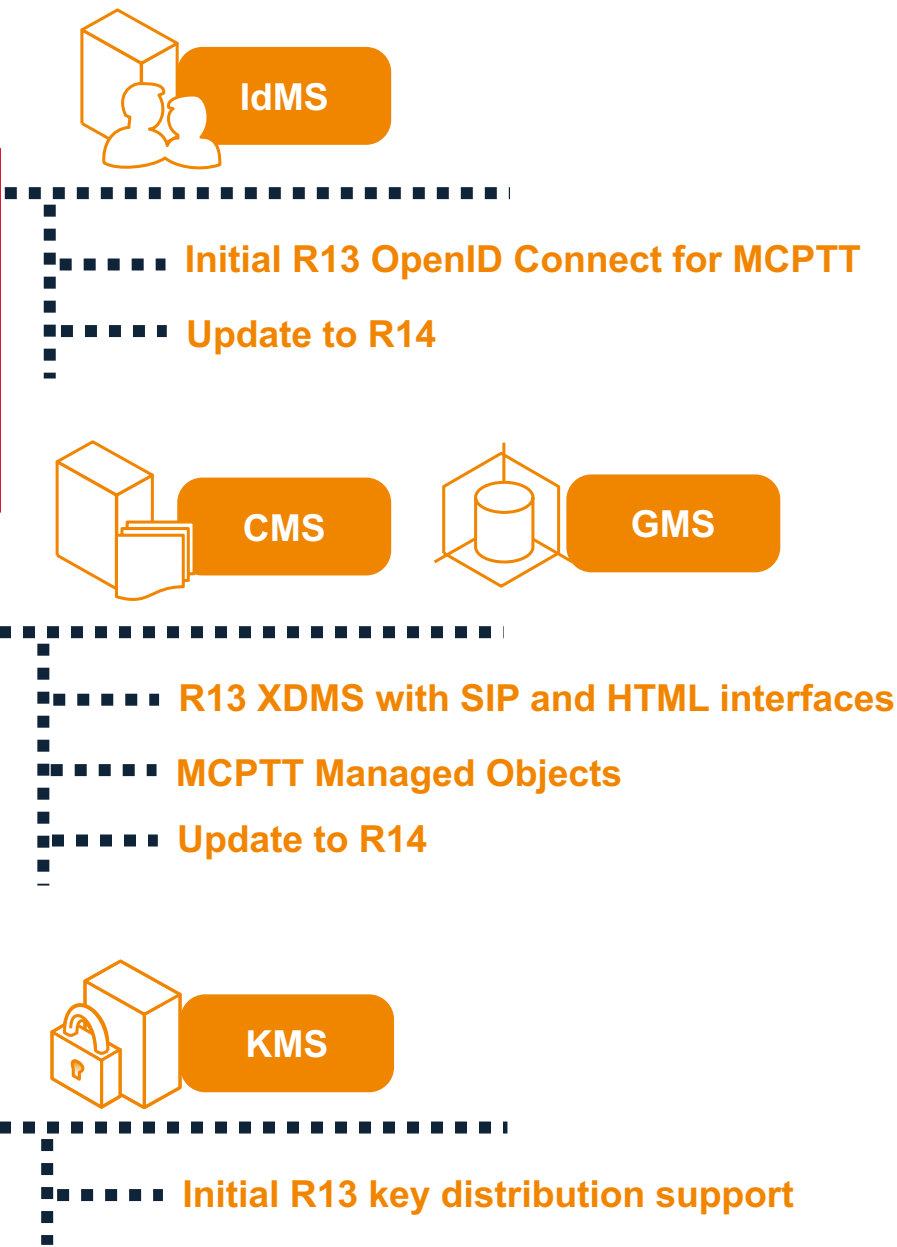 IdMS
Initial R13 OpenID Connect for MCPTT
Update to R14
CMS
GMS
R13 XDMS with SIP and HTML interfaces
MCPTT Managed Objects
Update to R14
KMS
Initial R13 key distribution support